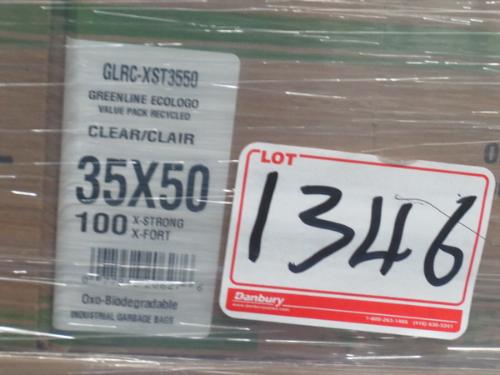 GLRC-XST3550
GREENLINE ECOLOGO
VALUE PACK RECYCLED
CLEAR/CLAIR
35X50
100 X-STRONG
X-FORT
Oxo-Biodegradable
INDUSTRIAL GARBAGE BAGS
LOT
1346
Danbury